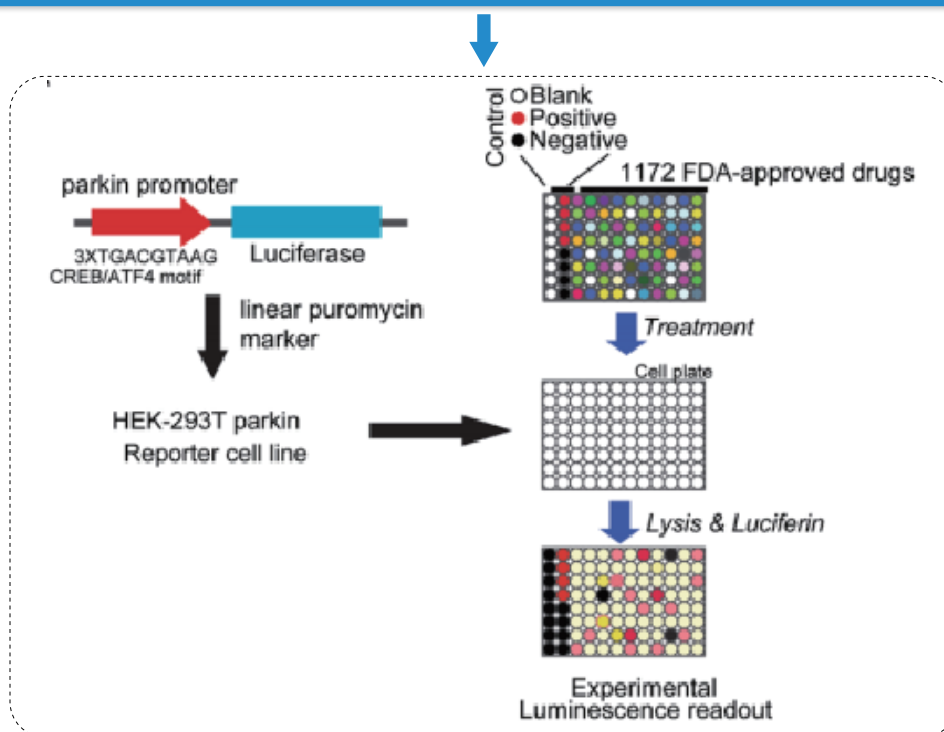 Control
Blank
Positive
Negative
1172 FDA-approved drugs
parkin promoter
3XTGACGTAAG
CREB/ATF4 motif
Luciferase
linear puromycin
marker
HEK-293T parkin
Reporter cell line
Treatment
Cell plate
Lysis & Luciferin
Experimental
Luminescence readout